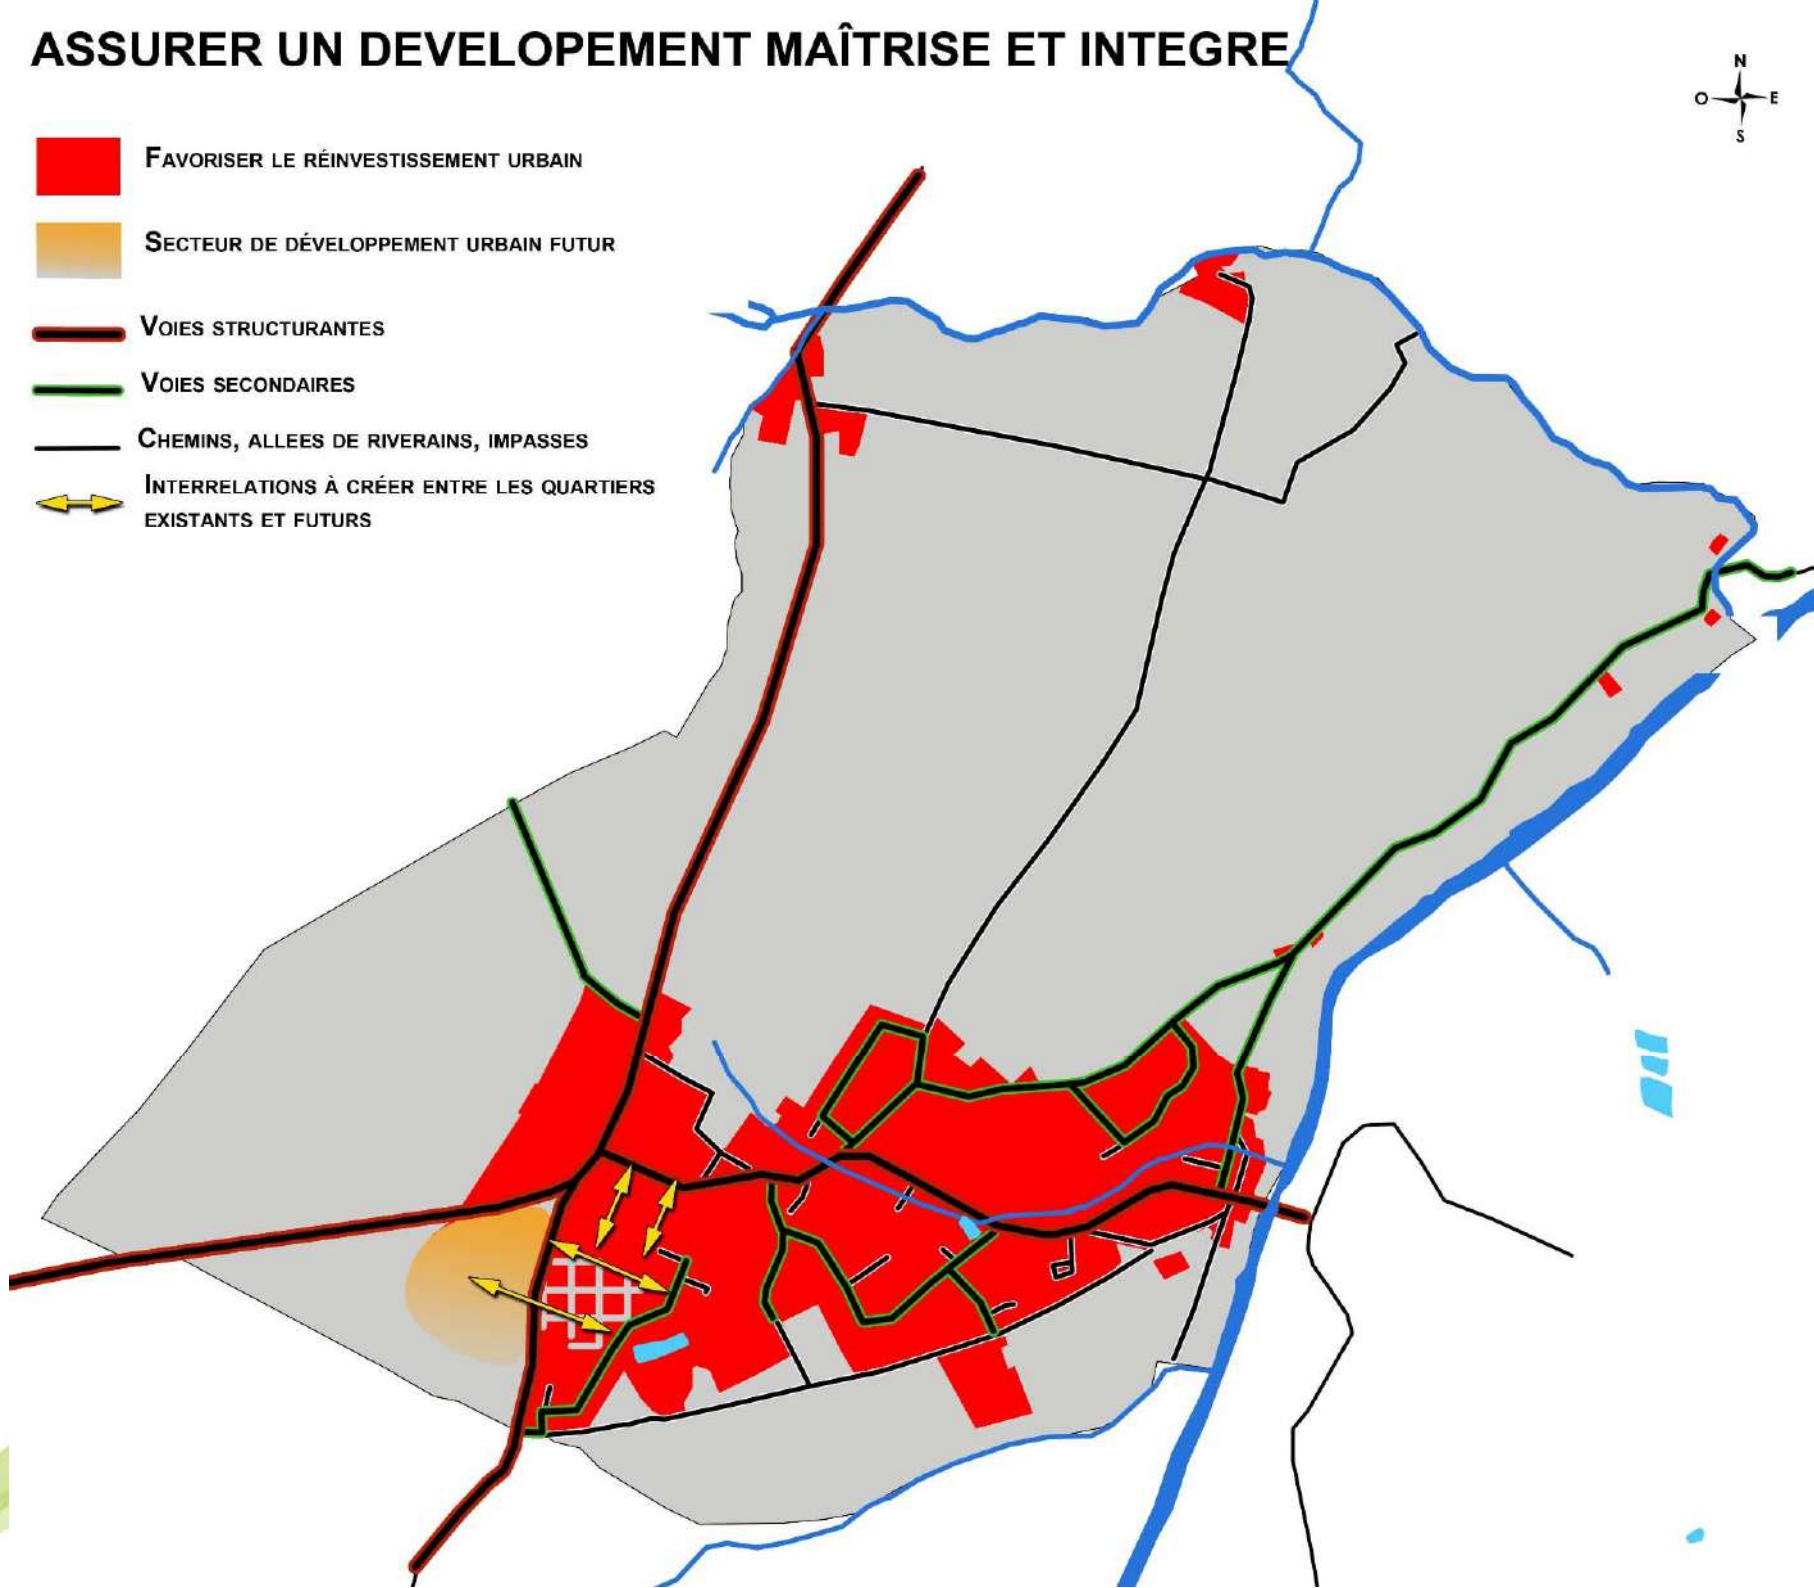 ASSURER UN DEVELOPEMENT MAÎTRISE ET INTEGRE
N
O
E
S
FAVORISER LE RÉINVESTISSEMENT URBAIN
SECTEUR DE DÉVELOPPEMENT URBAIN FUTUR
VOIES STRUCTURANTES
VOIES SECONDAIRES
CHEMINS, ALLEES DE RIVERAINS, IMPASSES
INTERRELATIONS À CRÉER ENTRE LES QUARTIERS
EXISTANTS ET FUTURS